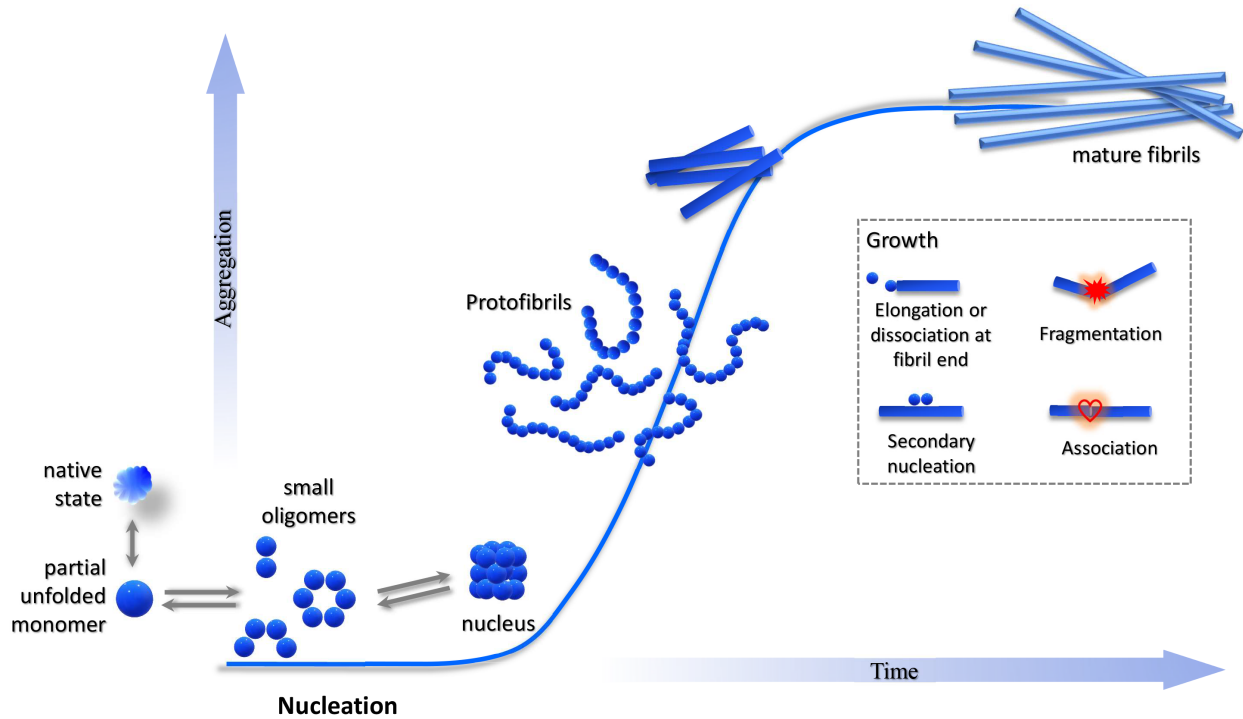 Aggregation
mature fibrils
Growth
Elongation or
dissociation at
fibril end
Fragmentation
Secondary
nucleation
Association
Protofibrils
native
state
small
oligomers
partial
unfolded
monomer
nucleus
Time
Nucleation